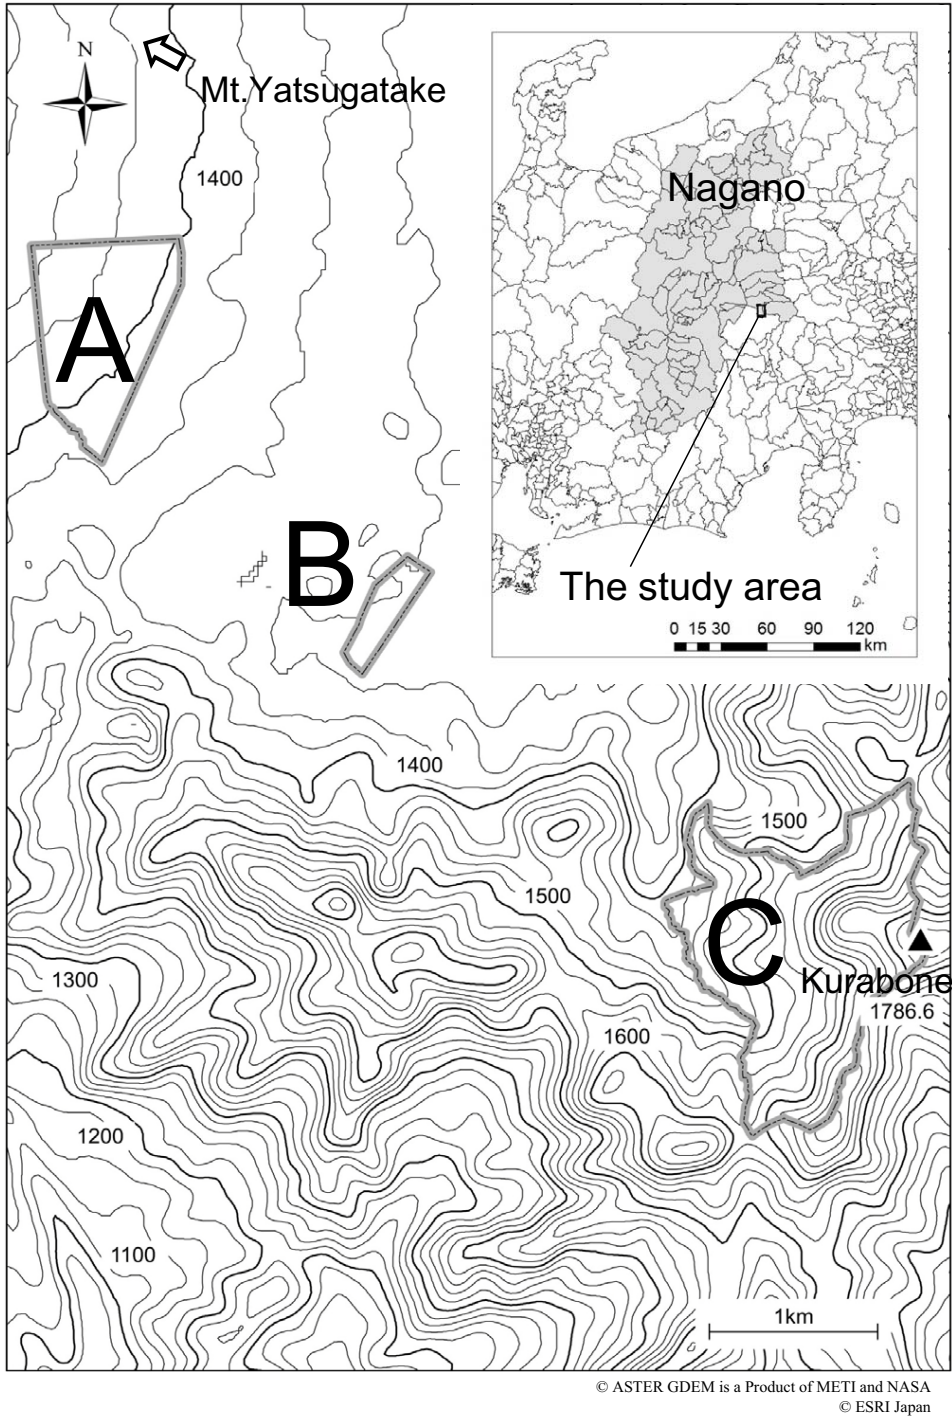 N
Mt.Yatsugatake
1400
Nagano
A
B
The study area
0 15 30 60 90 120
km
1400
1500
1500
C
1300
Kurabone
1786.6
1600
1200
1100
1km
© ASTER GDEM is a Product of METI and NASA
© ESRI Japan